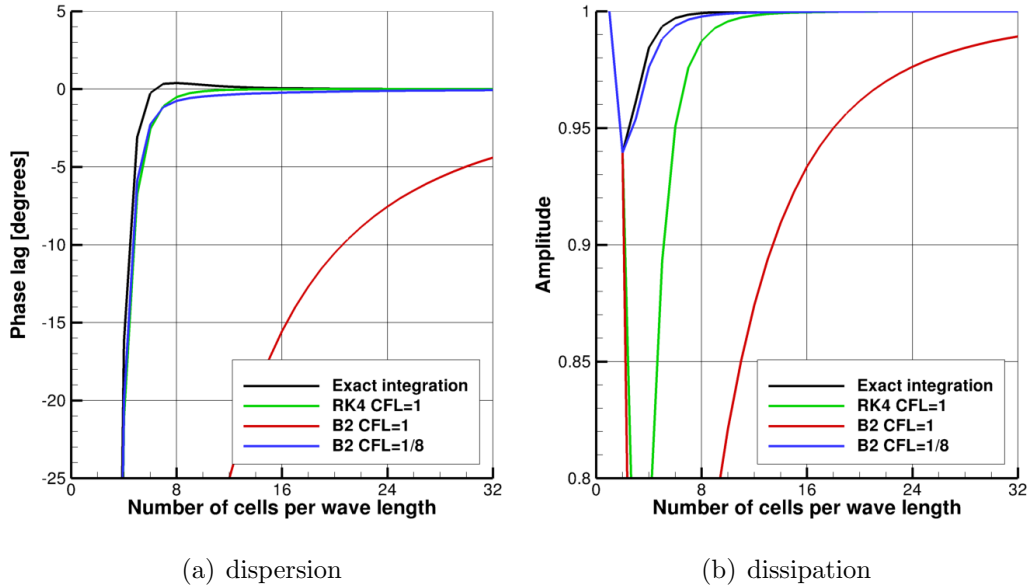 5
0
-5
-10
-15
-20
-25
0
8
16
24
32
Phase lag [degrees]
Number of cells per wave length
Exact integration
RK4 CFL=1
B2 CFL=1
B2 CFL=1/8
(a) dispersion
1
0.95
0.9
0.85
0.8
0
8
16
24
32
Amplitude
Number of cells per wave length
Exact integration
RK4 CFL=1
B2 CFL=1
B2 CFL=1/8
(b) dissipation